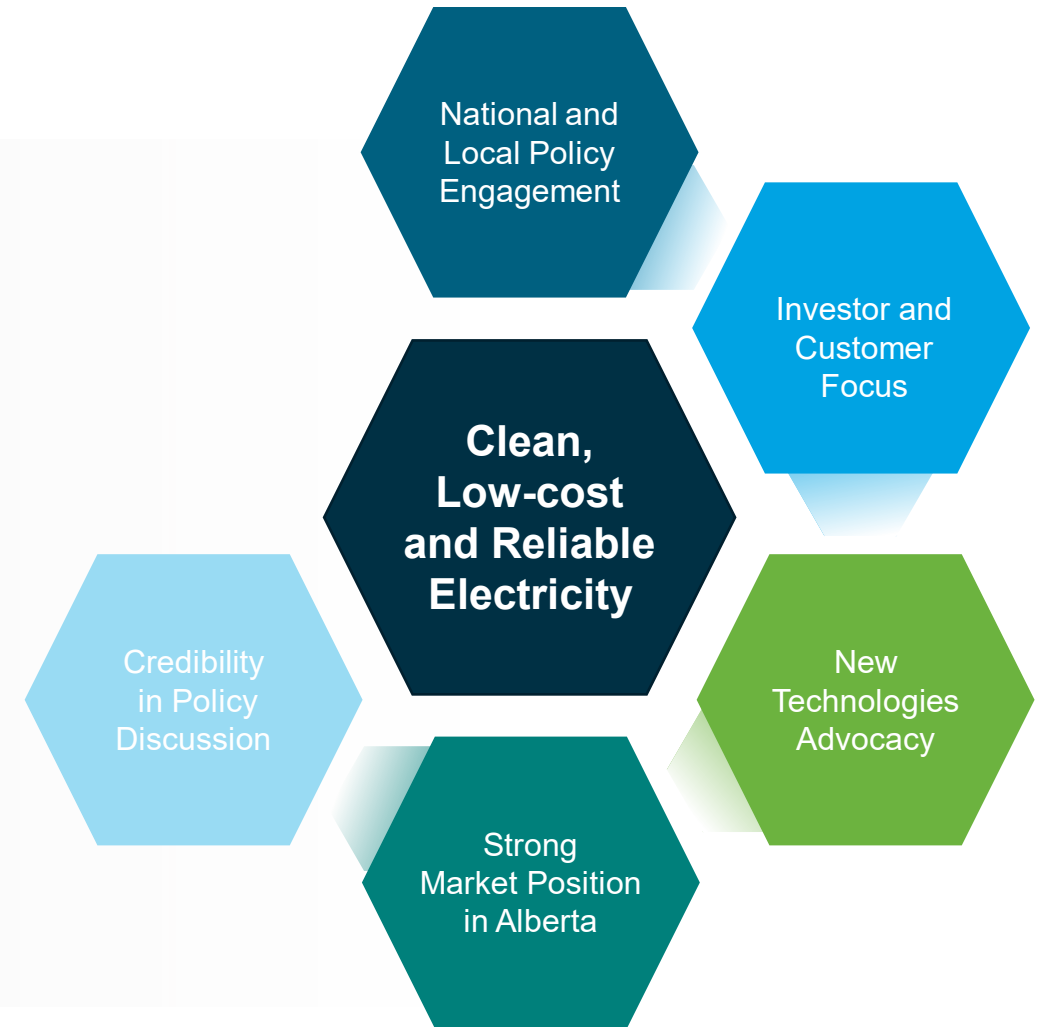 National and
Local Policy
Engagement
Investor and
Customer
Focus
Clean,
Low-cost
and Reliable
Electricity
Credibility
in Policy
Discussion
New
Technologies
Advocacy
Strong
Market Position
in Alberta